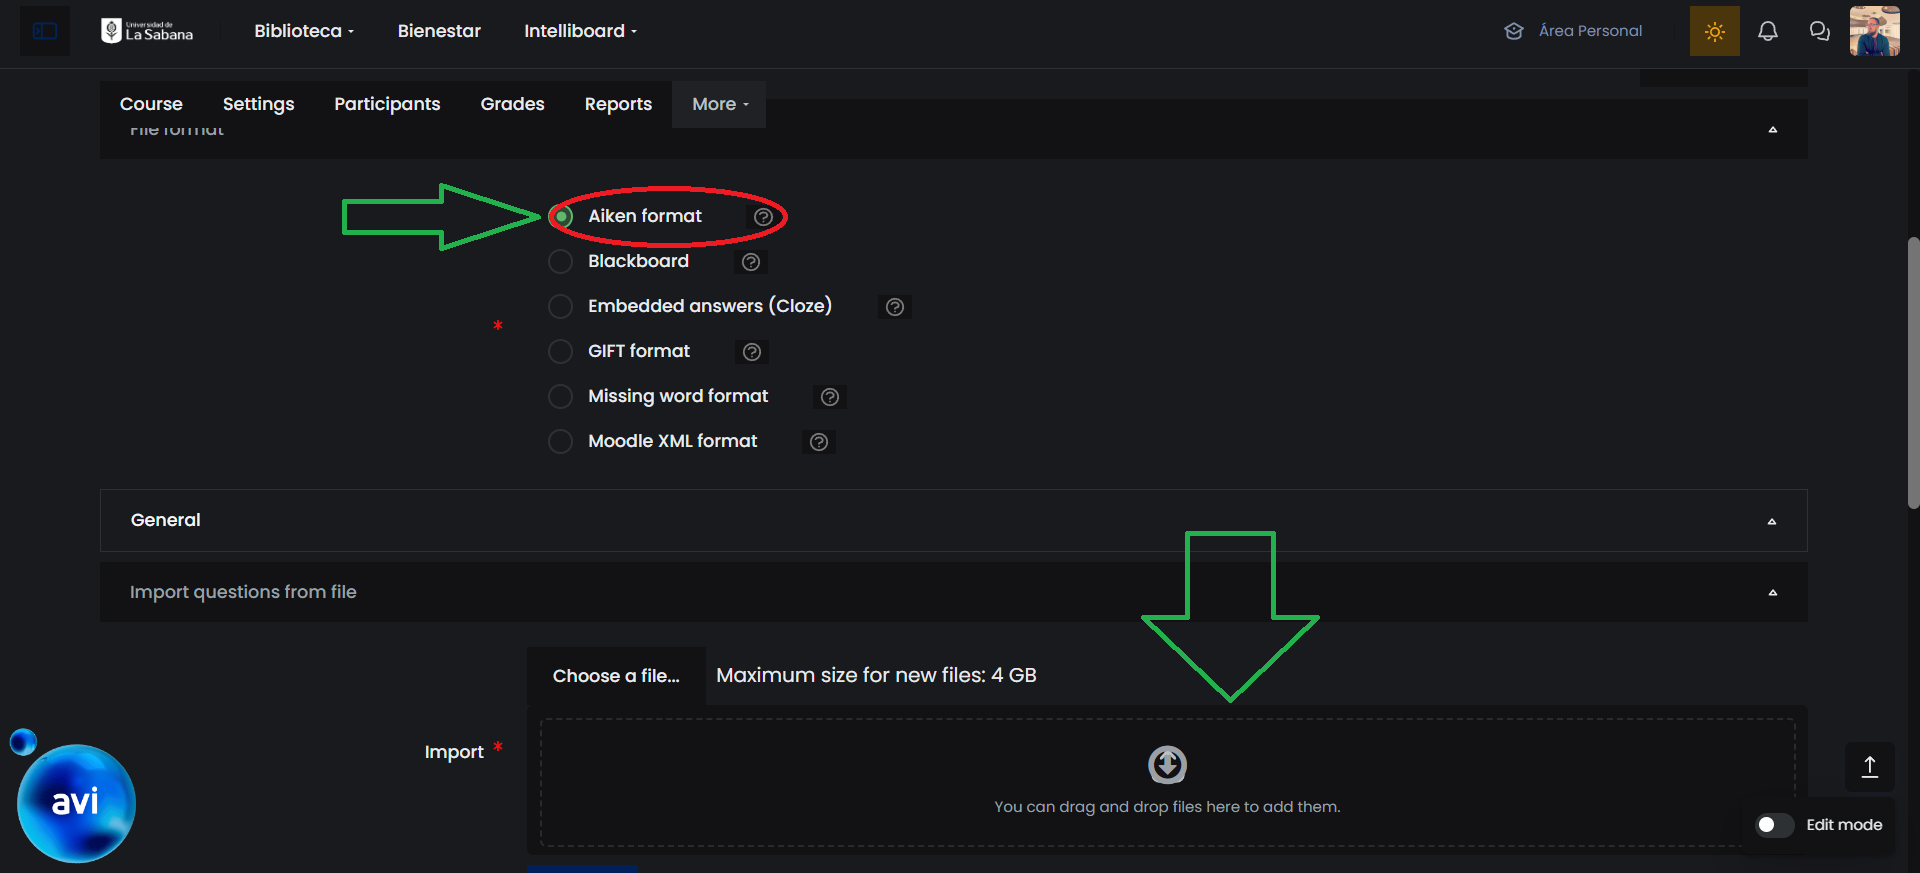 Universidad de
La Sabana
Biblioteca
Bienestar
Intelliboard
Área Personal
Course
Settings
Participants
Grades
Reports
More
File format
Aiken format
Blackboard
Embedded answers (Cloze)
*
GIFT format
Missing word format
Moodle XML format
General
Import questions from file
Choose a file...
Maximum size for new files: 4 GB
Import *
You can drag and drop files here to add them.
avi
Edit mode